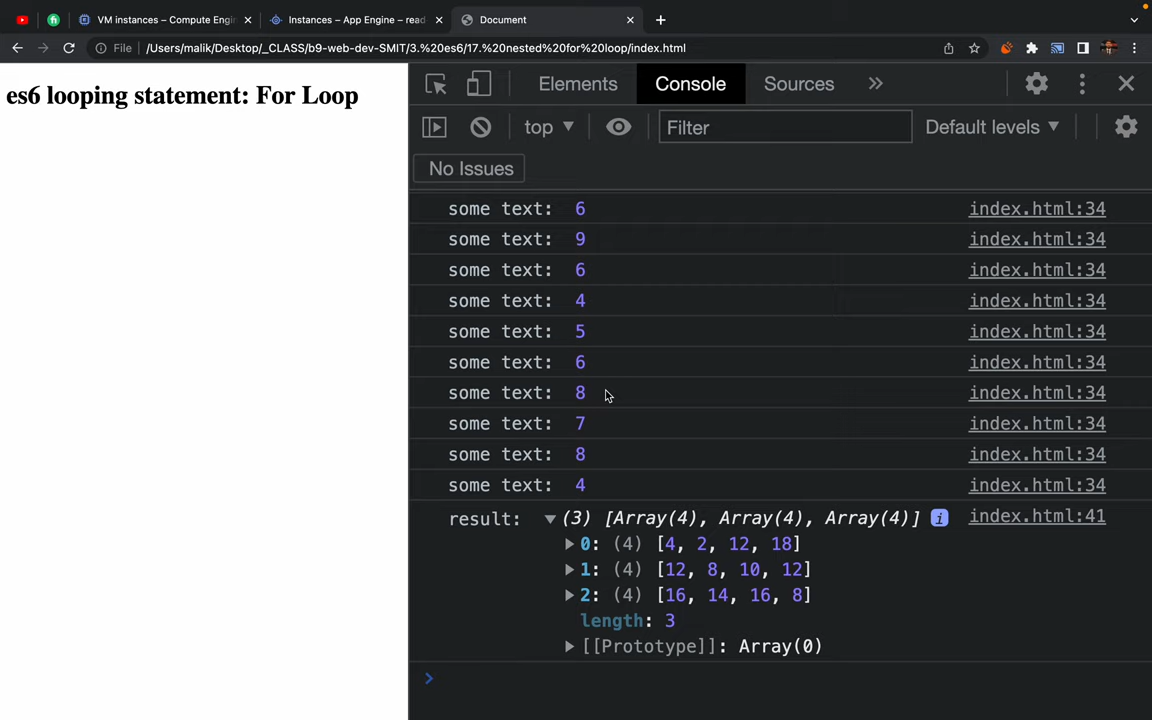 VM instances – Compute Engin
Instances – App Engine – read
Document
File /Users/malik/Desktop/_CLASS/b9-web-dev-SMIT/3.%20es6/17.%20nested%20for%20loop/index.html
es6 looping statement: For Loop
Elements Console Sources
top Filter Default levels
No Issues
some text: 6 index.html:34
some text: 9 index.html:34
some text: 6 index.html:34
some text: 4 index.html:34
some text: 5 index.html:34
some text: 6 index.html:34
some text: 8 index.html:34
some text: 7 index.html:34
some text: 8 index.html:34
some text: 4 index.html:34
result: (3) [Array(4), Array(4), Array(4)] i index.html:41
0: (4) [4, 2, 12, 18]
1: (4) [12, 8, 10, 12]
2: (4) [16, 14, 16, 8]
length: 3
[[Prototype]]: Array(0)